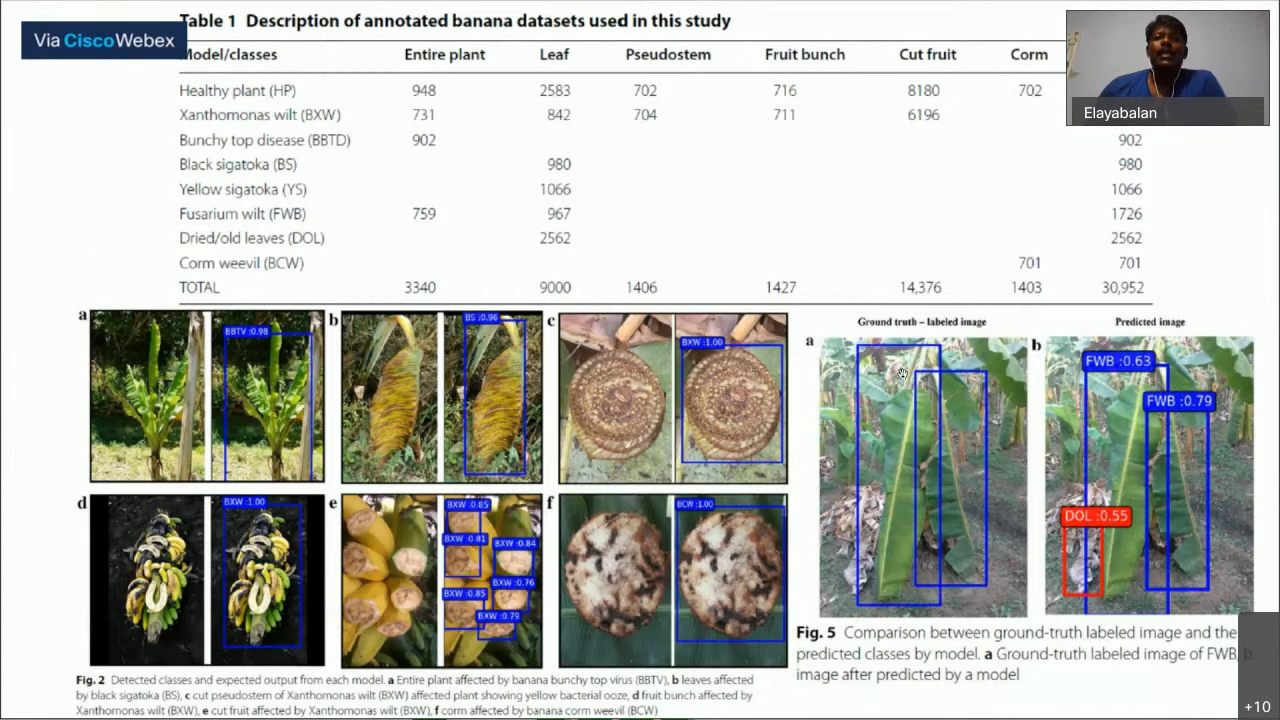 Table 1 Description of annotated banana datasets used in this study
Via CiscoWebex
Model/classes Entire plant Leaf Pseudostem Fruit bunch Cut fruit Corm
Healthy plant (HP) 948 2583 702 716 8180 702
Xanthomonas wilt (BXW) 731 842 704 711 6196
Bunchy top disease (BBTD) 902 902
Black sigatoka (BS) 980 980
Yellow sigatoka (YS) 1066 1066
Fusarium wilt (FWB) 759 967 1726
Dried/old leaves (DOL) 2562 2562
Corm weevil (BCW) 701 701
TOTAL 3340 9000 1406 1427 14,376 1403 30,952
Elayabalan
a
BBTV :0.98
b
BS :0.96
c
BXW :1.00
d
BXW :1.00
e
BXW :0.85
BXW :0.81
BXW :0.84
BXW :0.76
BXW :0.85
BXW :0.79
f
BCW :1.00
Fig. 2 Detected classes and expected output from each model. a Entire plant affected by banana bunchy top virus (BBTV), b leaves affected
by black sigatoka (BS), c cut pseudostem of Xanthomonas wilt (BXW) affected plant showing yellow bacterial ooze, d fruit bunch affected by
Xanthomonas wilt (BXW), e cut fruit affected by Xanthomonas wilt (BXW), f corm affected by banana corm weevil (BCW)
Ground truth – labeled image
Predicted image
a
b
FWB :0.63
FWB :0.79
DOL :0.55
Fig. 5 Comparison between ground-truth labeled image and the
predicted classes by model. a Ground-truth labeled image of FWB, b
image after predicted by a model
+10